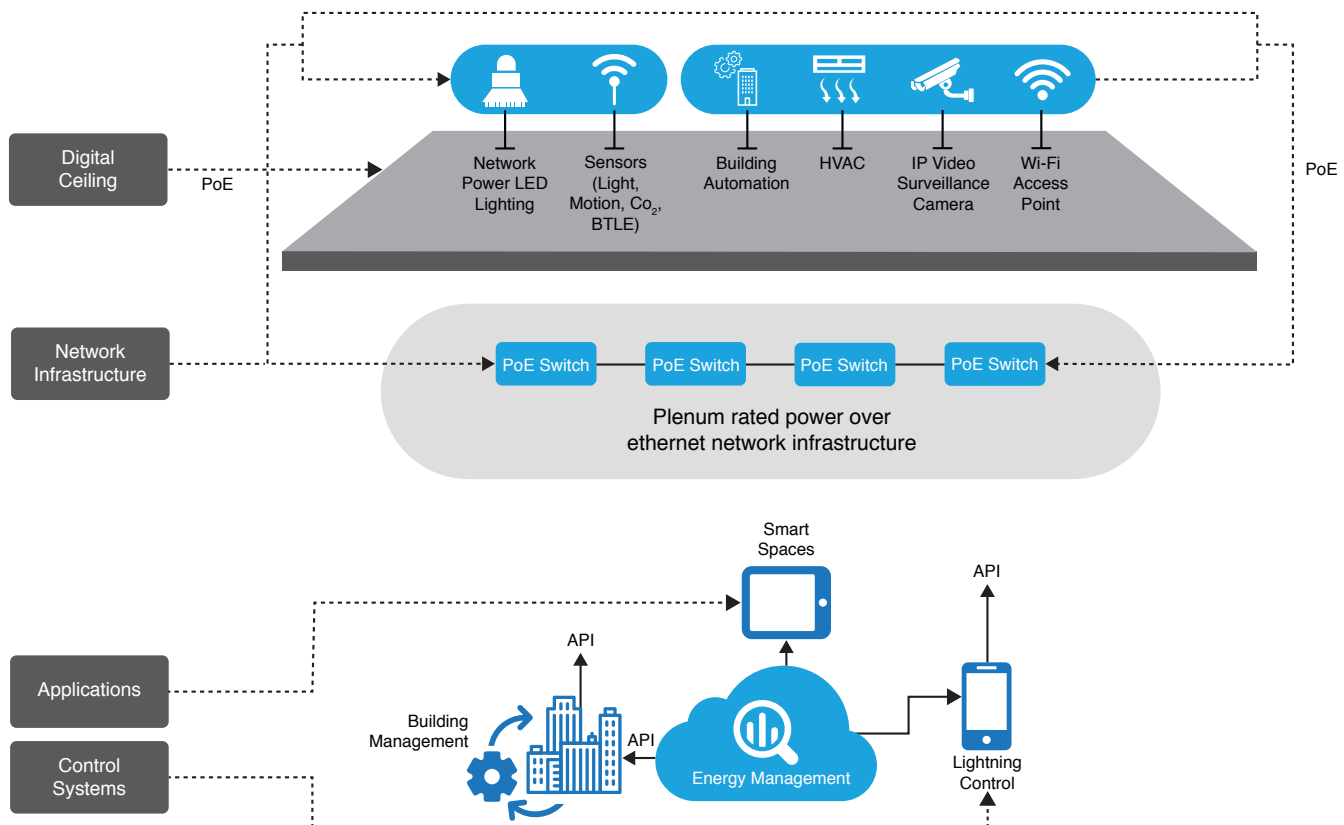 Digital
Ceiling
PoE
Network
Power LED
Lighting
Sensors
(Light,
Motion, Co₂,
BTLE)
Building
Automation
HVAC
IP Video
Surveillance
Camera
Wi-Fi
Access
Point
PoE
Network
Infrastructure
PoE Switch
PoE Switch
PoE Switch
PoE Switch
Plenum rated power over
ethernet network infrastructure
Smart
Spaces
API
API
Applications
Building
Management
API
Energy Management
Lightning
Control
Control
Systems